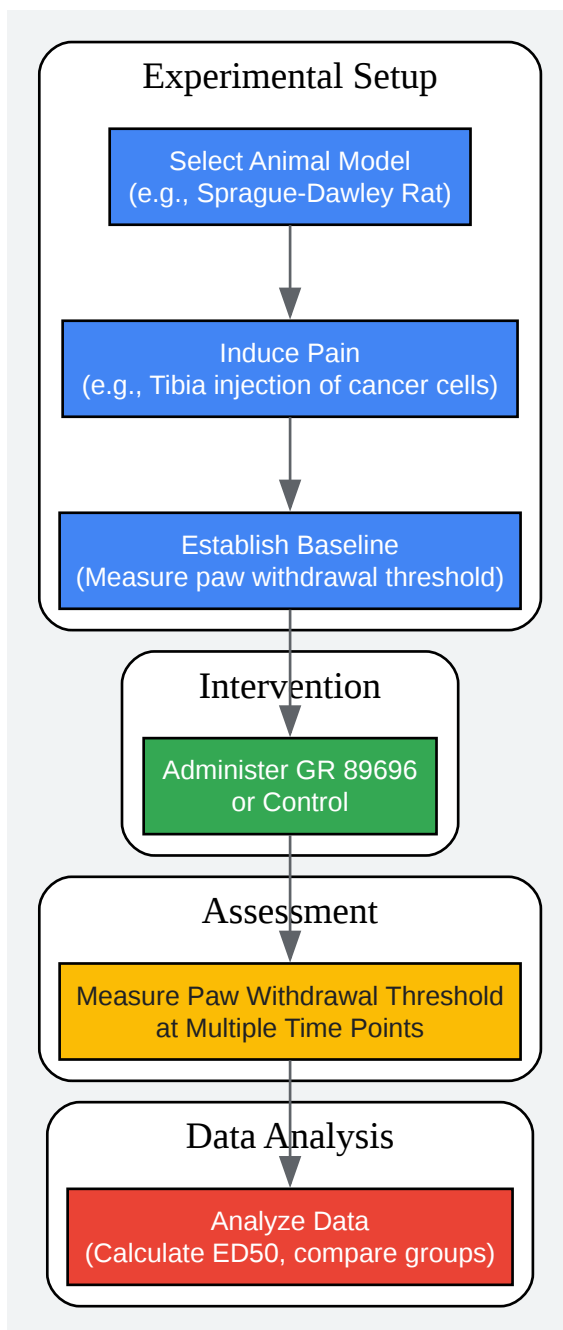 Experimental Setup
Select Animal Model
(e.g., Sprague-Dawley Rat)
Induce Pain
(e.g., Tibia injection of cancer cells)
Establish Baseline
(Measure paw withdrawal threshold)
Intervention
Administer GR 89696
or Control
Assessment
Measure Paw Withdrawal Threshold
at Multiple Time Points
Data Analysis
Analyze Data
(Calculate ED50, compare groups)